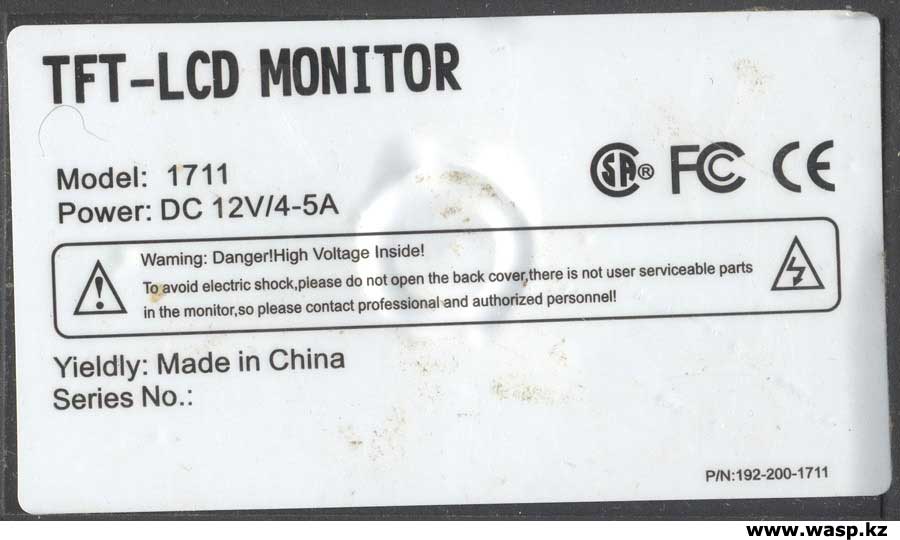 TFT-LCD MONITOR
Model: 1711
Power: DC 12V/4-5A
SA® FC CE
Waming: Danger!High Voltage Inside!
To avoid electric shock,please do not open the back cover,there is not user serviceable parts
in the monitor,so please contact professional and authorized personnel!
Yieldly: Made in China
Series No.:
P/N:192-200-1711
www.wasp.kz